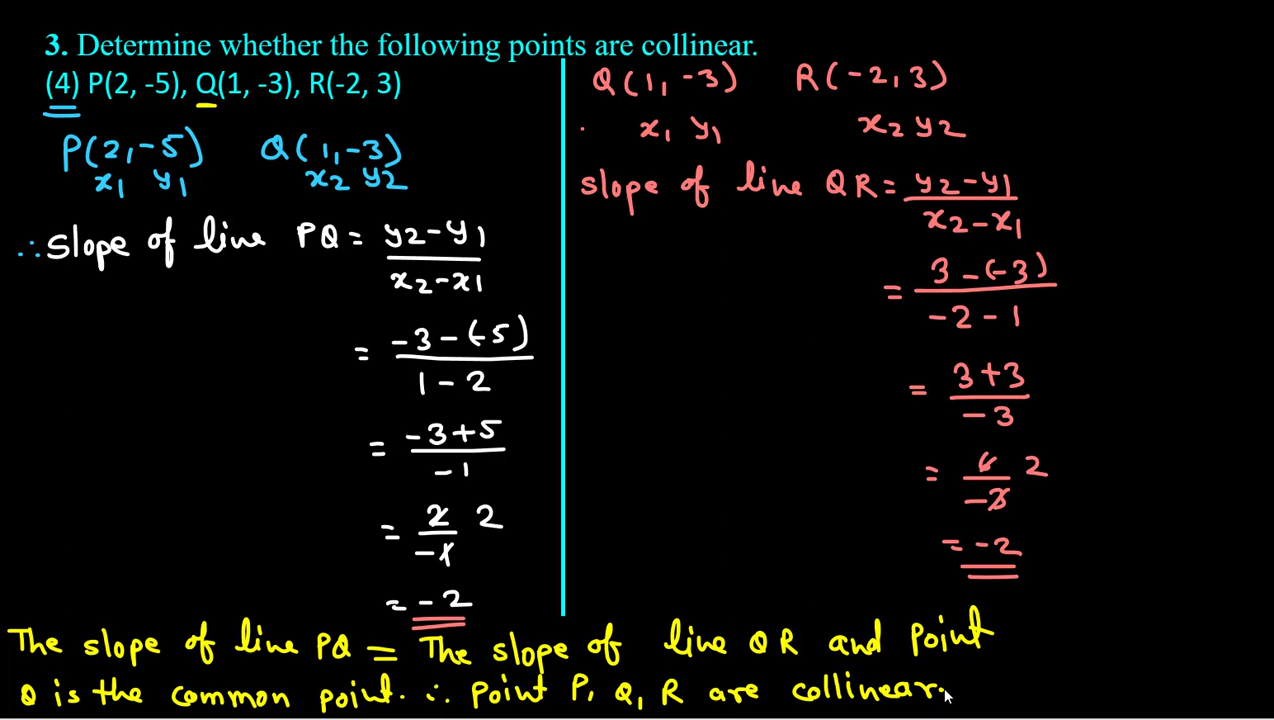 3. Determine whether the following points are collinear.
(4) P(2, -5), Q(1, -3), R(-2, 3)
P(2,-5) Q(1,-3)
x1 y1 x2 y2
∴ Slope of line PQ = y2-y1
x2-x1
= -3-(-5)
1-2
= -3+5
-1
= 2 2
-1
= -2
Q(1,-3) R(-2,3)
x1 y1 x2 y2
slope of line QR = y2-y1
x2-x1
= 3-(-3)
-2-1
= 3+3
-3
= 6 2
-3
= -2
The slope of line PQ = The slope of line QR and Point
Q is the common point. ∴ Point P, Q, R are collinear.